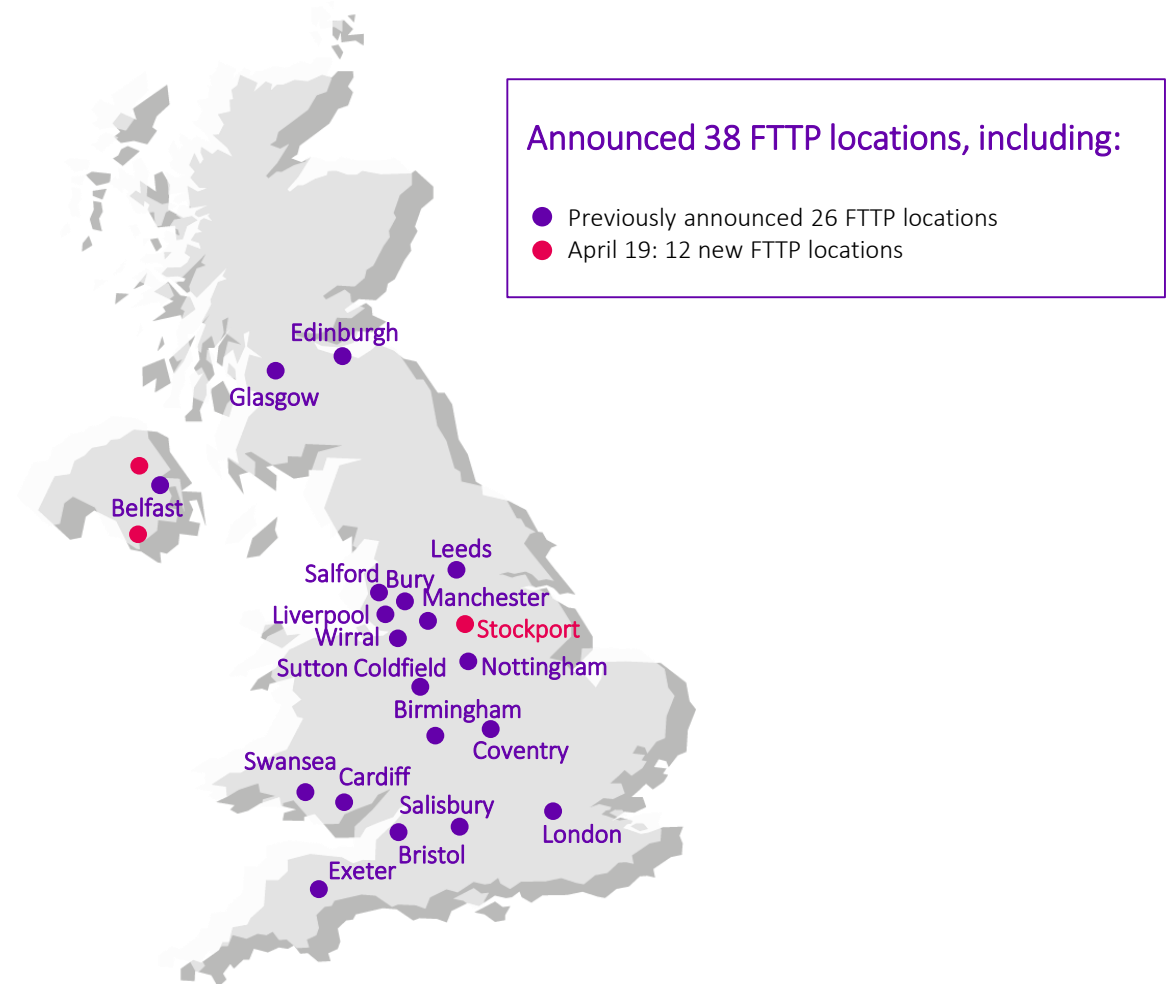 Announced 38 FTTP locations, including:
Previously announced 26 FTTP locations
April 19: 12 new FTTP locations
Edinburgh
Glasgow
Belfast
Leeds
Salford
Bury
Manchester
Liverpool
Stockport
Wirral
Sutton Coldfield
Nottingham
Birmingham
Coventry
Swansea
Cardiff
Salisbury
London
Bristol
Exeter